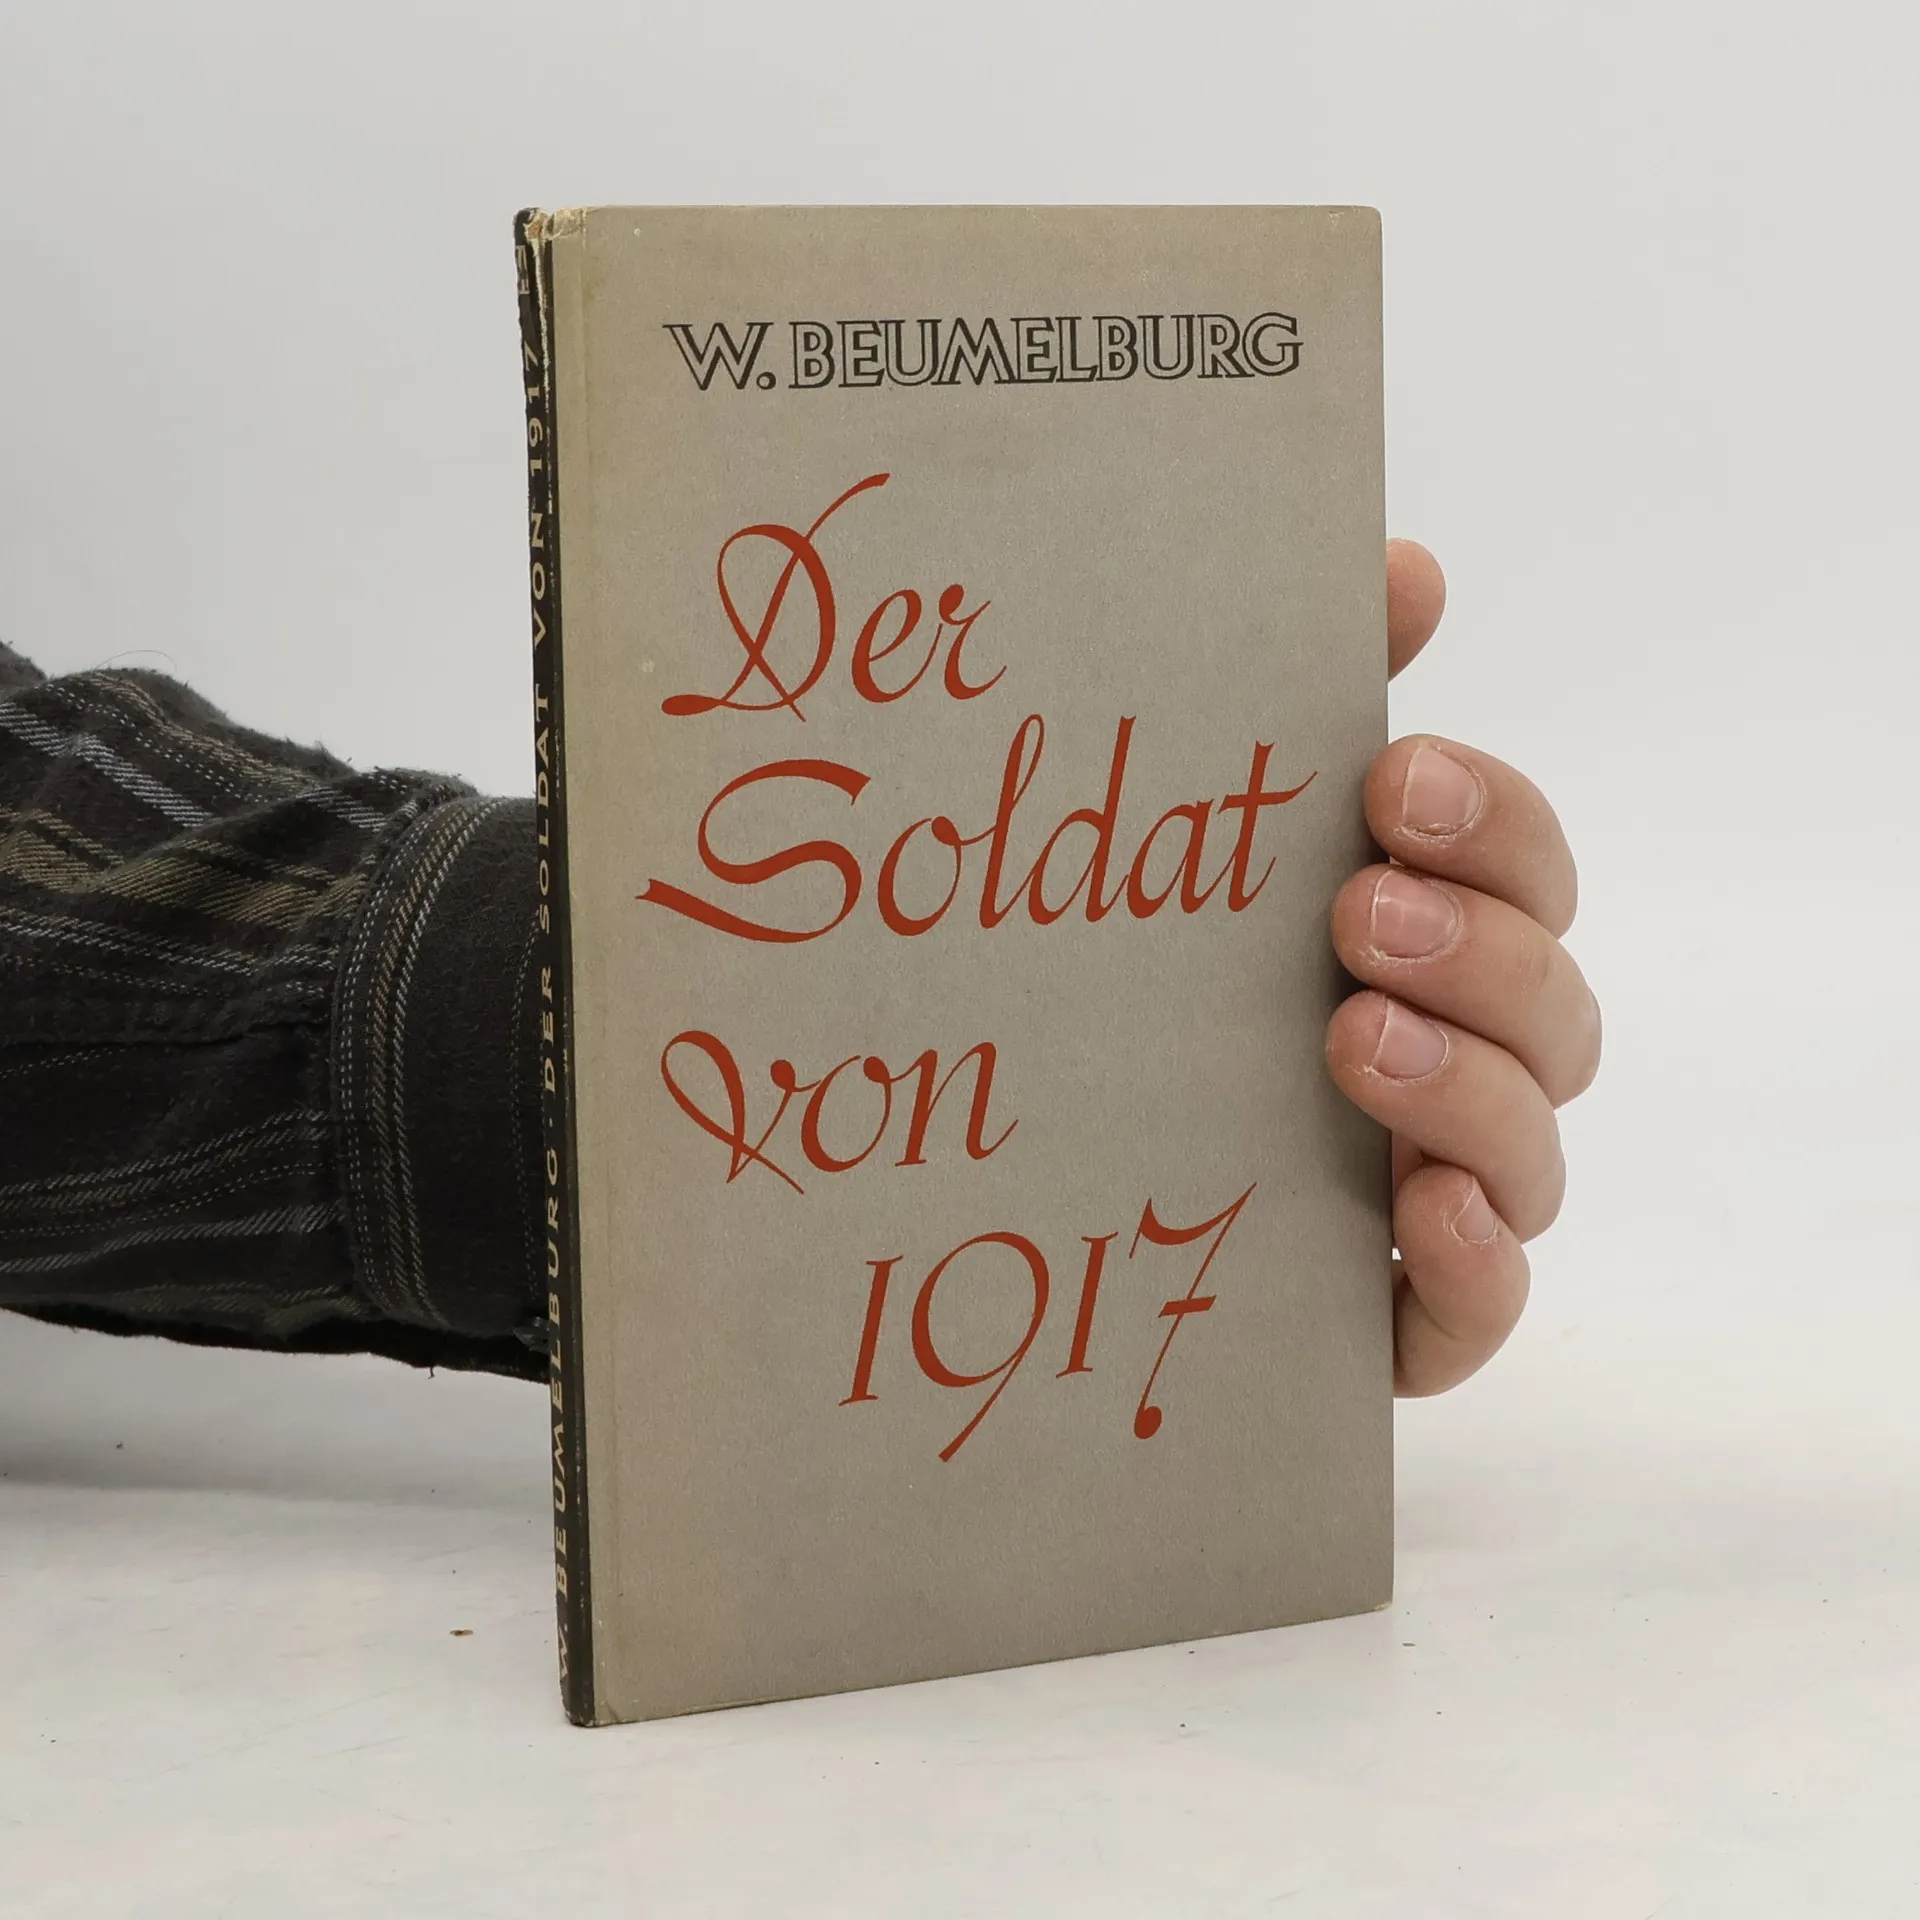 W. BEUMELBURG
Der
Soldat
von
1917
W. BEUMELBURG · DER SOLDAT VON 1917